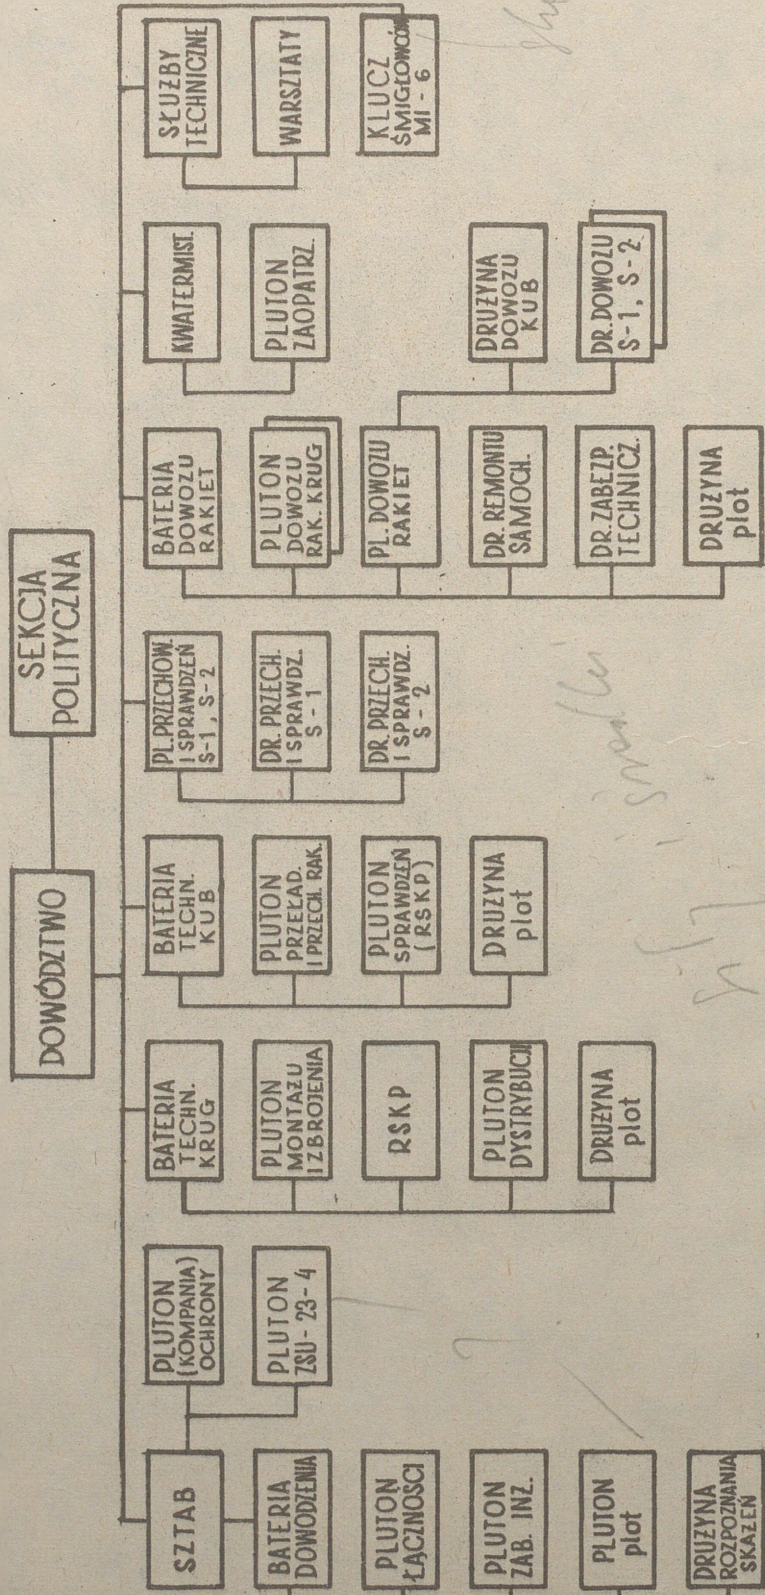 DOWÓDZTWO
SEKCJA
POLITYCZNA
SZTAB
BATERIA
DOWODZENIA
PLUTON
ŁĄCZNOŚCI
PLUTON
ZAB. INŻ.
PLUTON
plot
DRUŻYNA
ROZPOZNANIA
SKAŻEŃ
PLUTON
(KOMPANIA)
OCHRONY
PLUTON
ZSU-23-4
BATERIA
TECHN.
KRUG
PLUTON
MONTAŻU
I ZBROJENIA
RSKP
PLUTON
DYSTRYBUCJI
DRUŻYNA
plot
BATERIA
TECHN.
KUB
PLUTON
PRZEŁAD.
I PRZECH. RAK.
PLUTON
SPRAWDZEŃ
(RSKP)
DRUŻYNA
plot
PL. PRZECHOW.
I SPRAWDZEŃ
S-1, S-2
DR. PRZECH.
I SPRAWDZ.
S - 1
DR. PRZECH.
I SPRAWDZ.
S - 2
BATERIA
DOWOZU
RAKIET
PLUTON
DOWOZU
RAK. KRUG
PL. DOWOZU
RAKIET
DR. REMONTU
SAMOCH.
DR. ZABEZP.
TECHNICZ.
DRUŻYNA
plot
KWATERMIST.
PLUTON
ZAOPATRZ.
DRUŻYNA
DOWOZU
KUB
DR. DOWOZU
S-1, S-2
SŁUŻBY
TECHNICZNE
WARSZTATY
KLUCZ
ŚMIGŁOWCÓW
MI - 6